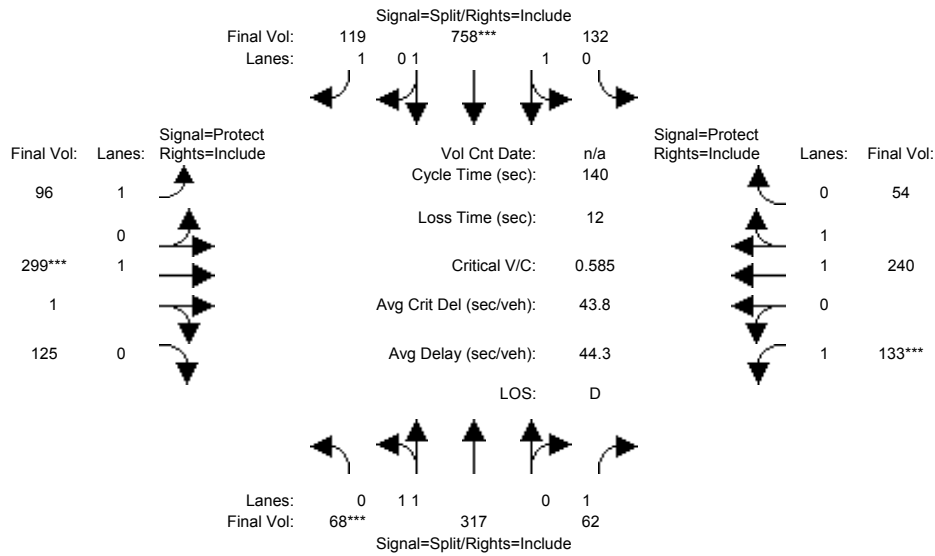 Signal=Split/Rights=Include
Final Vol: 119 758*** 132
Lanes: 1 0 1 1 0
Signal=Protect
Final Vol: Lanes: Rights=Include
Vol Cnt Date: n/a
Signal=Protect
Rights=Include Lanes: Final Vol:
Cycle Time (sec): 140
96 1
0 54
Loss Time (sec): 12
0
1
299*** 1
Critical V/C: 0.585
1 240
1
Avg Crit Del (sec/veh): 43.8
0
125 0
Avg Delay (sec/veh): 44.3
1 133***
LOS: D
Lanes: 0 1 1 0 1
Final Vol: 68*** 317 62
Signal=Split/Rights=Include